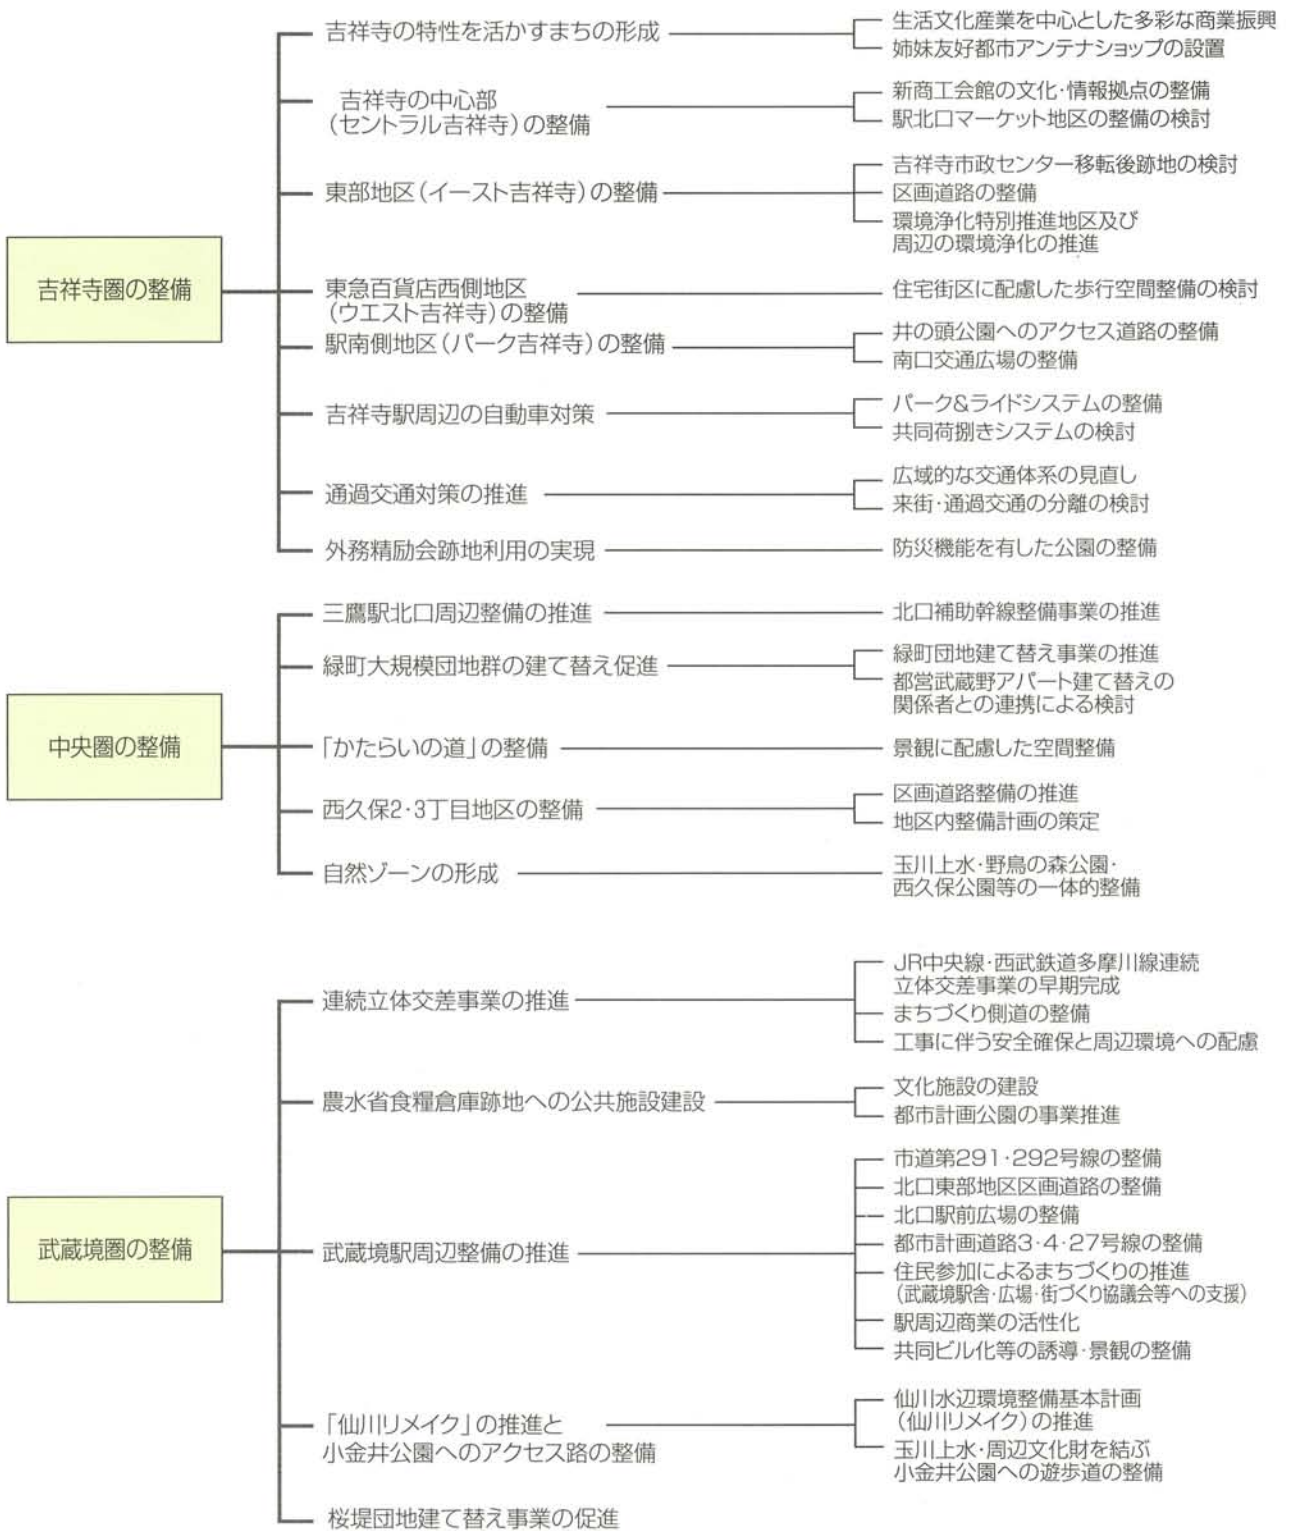 吉祥寺圏の整備
吉祥寺の特性を活かすまちの形成
生活文化産業を中心とした多彩な商業振興
姉妹友好都市アンテナショップの設置
吉祥寺の中心部
（セントラル吉祥寺）の整備
新商工会館の文化・情報拠点の整備
駅北口マーケット地区の整備の検討
東部地区（イースト吉祥寺）の整備
吉祥寺市政センター移転後跡地の検討
区画道路の整備
環境浄化特別推進地区及び
周辺の環境浄化の推進
東急百貨店西側地区
（ウエスト吉祥寺）の整備
住宅街区に配慮した歩行空間整備の検討
駅南側地区（パーク吉祥寺）の整備
井の頭公園へのアクセス道路の整備
南口交通広場の整備
吉祥寺駅周辺の自動車対策
パーク&ライドシステムの整備
共同荷捌きシステムの検討
通過交通対策の推進
広域的な交通体系の見直し
来街・通過交通の分離の検討
外務精励会跡地利用の実現
防災機能を有した公園の整備
中央圏の整備
三鷹駅北口周辺整備の推進
北口補助幹線整備事業の推進
緑町大規模団地群の建て替え促進
緑町団地建て替え事業の推進
都営武蔵野アパート建て替えの
関係者との連携による検討
「かたらいの道」の整備
景観に配慮した空間整備
西久保2・3丁目地区の整備
区画道路整備の推進
地区内整備計画の策定
自然ゾーンの形成
玉川上水・野鳥の森公園・
西久保公園等の一体的整備
武蔵境圏の整備
連続立体交差事業の推進
JR中央線・西武鉄道多摩川線連続
立体交差事業の早期完成
まちづくり側道の整備
工事に伴う安全確保と周辺環境への配慮
農水省食糧倉庫跡地への公共施設建設
文化施設の建設
都市計画公園の事業推進
武蔵境駅周辺整備の推進
市道第291・292号線の整備
北口東部地区区画道路の整備
北口駅前広場の整備
都市計画道路3・4・27号線の整備
住民参加によるまちづくりの推進
（武蔵境駅舎・広場・街づくり協議会等への支援）
駅周辺商業の活性化
共同ビル化等の誘導・景観の整備
「仙川リメイク」の推進と
小金井公園へのアクセス路の整備
仙川水辺環境整備基本計画
（仙川リメイク）の推進
玉川上水・周辺文化財を結ぶ
小金井公園への遊歩道の整備
桜堤団地建て替え事業の促進